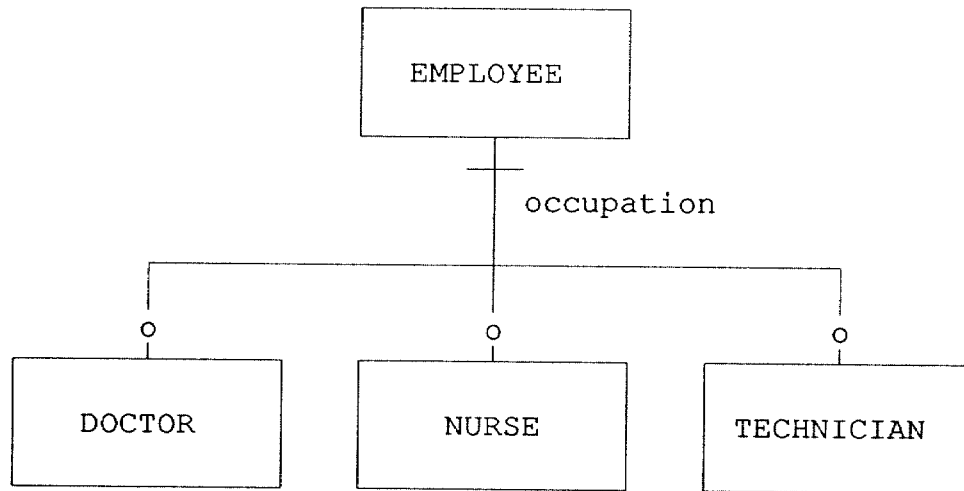 EMPLOYEE
occupation
DOCTOR
NURSE
TECHNICIAN